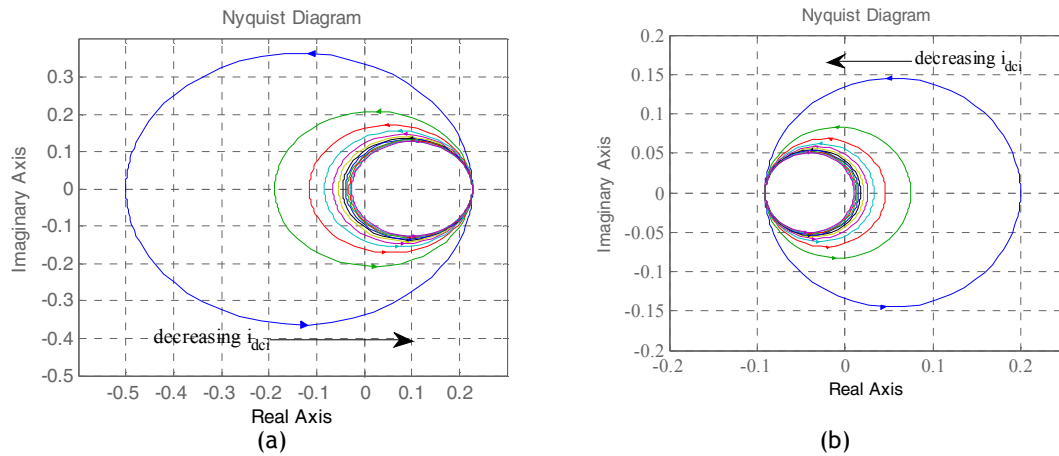 Nyquist Diagram
0.3
0.2
0.1
0
-0.1
-0.2
-0.3
-0.4
-0.5
Imaginary Axis
decreasing i_dci
-0.5 -0.4 -0.3 -0.2 -0.1 0 0.1 0.2
Real Axis
(a)
Nyquist Diagram
0.2
0.15
0.1
0.05
0
-0.05
-0.1
-0.15
-0.2
Imaginary Axis
decreasing i_dci
-0.2 -0.1 0 0.1 0.2
Real Axis
(b)